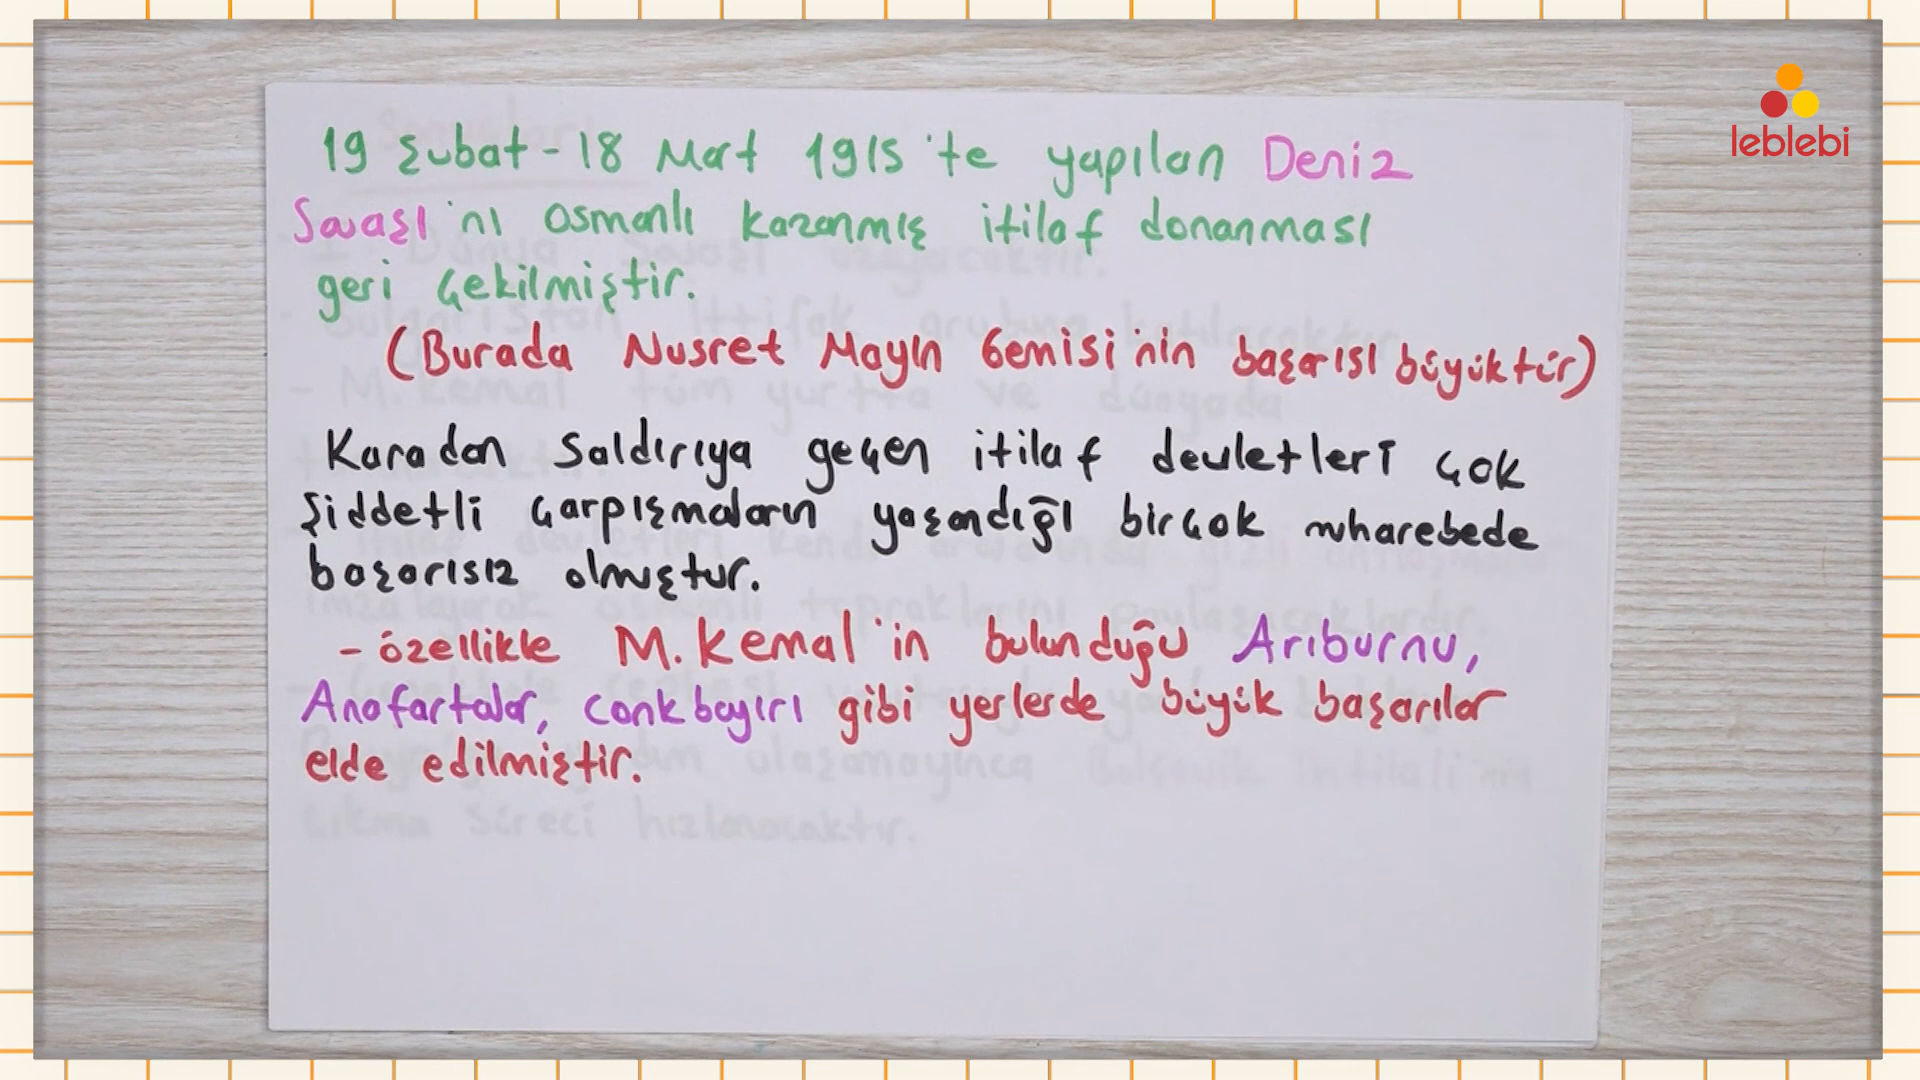 leblebi
19 Şubat - 18 Mart 1915'te yapılan Deniz
Savaşı'nı Osmanlı kazanmış itilaf donanması
geri çekilmiştir.
(Burada Nusret Mayın Gemisi'nin başarısı büyüktür)
Karadan saldırıya geçen itilaf devletleri çok
şiddetli çarpışmaların yaşandığı birçok muharebede
başarısız olmuştur.
- özellikle M.Kemal'in bulunduğu Arıburnu,
Anafartalar, conkbayırı gibi yerlerde büyük başarılar
elde edilmiştir.